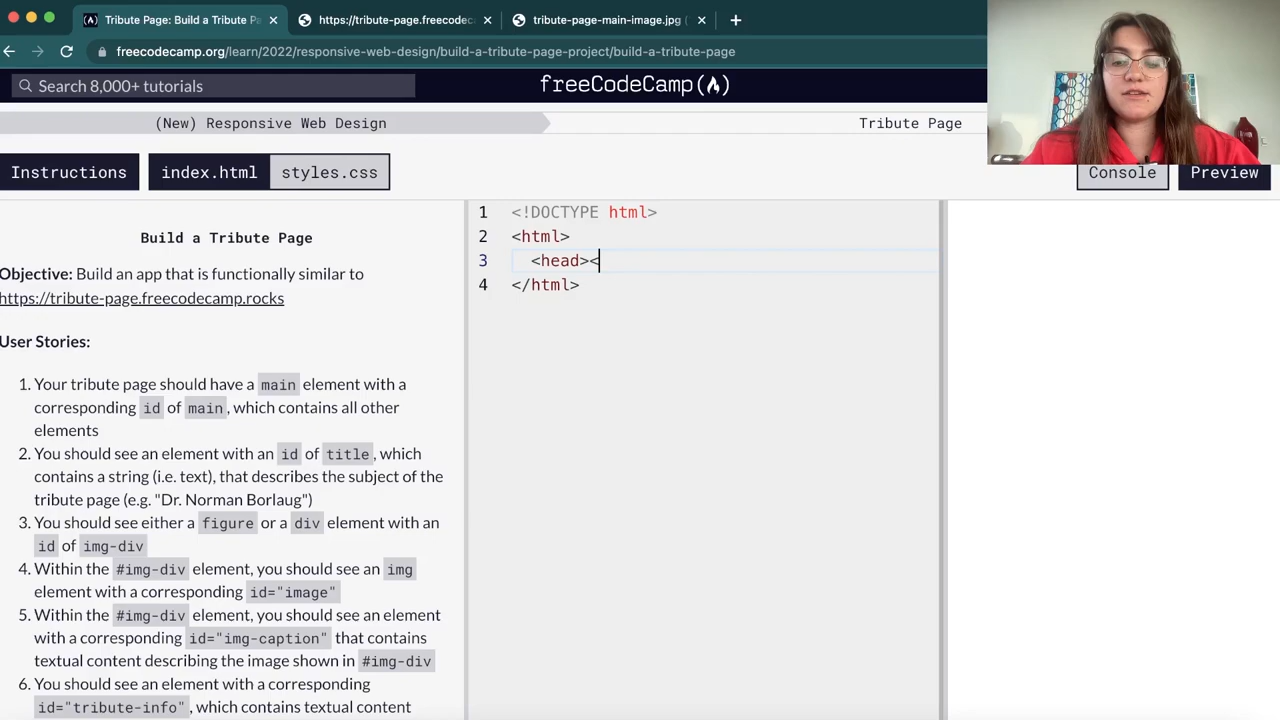 Tribute Page: Build a Tribute Pa
https://tribute-page.freecodeca
tribute-page-main-image.jpg (
freecodecamp.org/learn/2022/responsive-web-design/build-a-tribute-page-project/build-a-tribute-page
Search 8,000+ tutorials
freeCodeCamp
(New) Responsive Web Design
Tribute Page
Instructions
index.html
styles.css
Console
Preview
Build a Tribute Page
Objective: Build an app that is functionally similar to
https://tribute-page.freecodecamp.rocks
User Stories:
1. Your tribute page should have a main element with a
corresponding id of main, which contains all other
elements
2. You should see an element with an id of title, which
contains a string (i.e. text), that describes the subject of the
tribute page (e.g. "Dr. Norman Borlaug")
3. You should see either a figure or a div element with an
id of img-div
4. Within the #img-div element, you should see an img
element with a corresponding id="image"
5. Within the #img-div element, you should see an element
with a corresponding id="img-caption" that contains
textual content describing the image shown in #img-div
6. You should see an element with a corresponding
id="tribute-info", which contains textual content
1 <!DOCTYPE html>
2 <html>
3 <head><
4 </html>